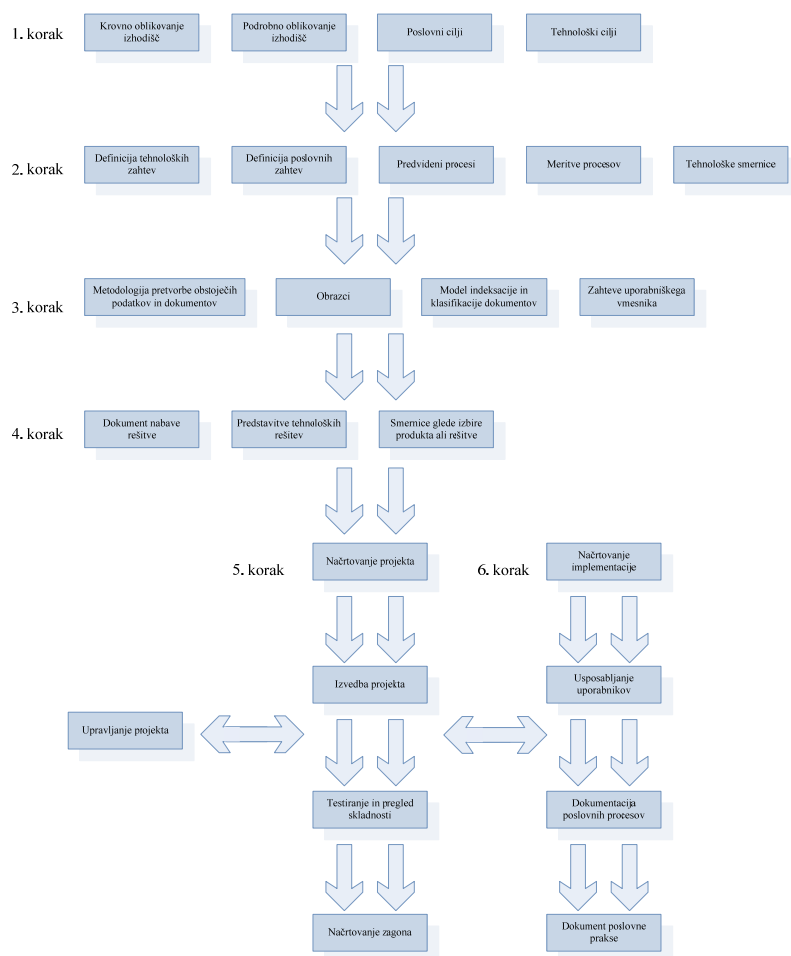 1. korak
Krovno oblikovanje
izhodišč
Podrobno oblikovanje
izhodišč
Poslovni cilji
Tehnološki cilji
2. korak
Definicija tehnoloških
zahtev
Definicija poslovnih
zahtev
Predvideni procesi
Meritve procesov
Tehnološke smernice
3. korak
Metodologija pretvorbe obstoječih
podatkov in dokumentov
Obrazci
Model indeksacije in
klasifikacije dokumentov
Zahteve uporabniškega
vmesnika
4. korak
Dokument nabave
rešitve
Predstavitve tehnoloških
rešitev
Smernice glede izbire
produkta ali rešitve
5. korak
Načrtovanje projekta
6. korak
Načrtovanje
implementacije
Izvedba projekta
Usposabljanje
uporabnikov
Upravljanje projekta
Testiranje in pregled
skladnosti
Dokumentacija
poslovnih procesov
Načrtovanje zagona
Dokument poslovne
prakse